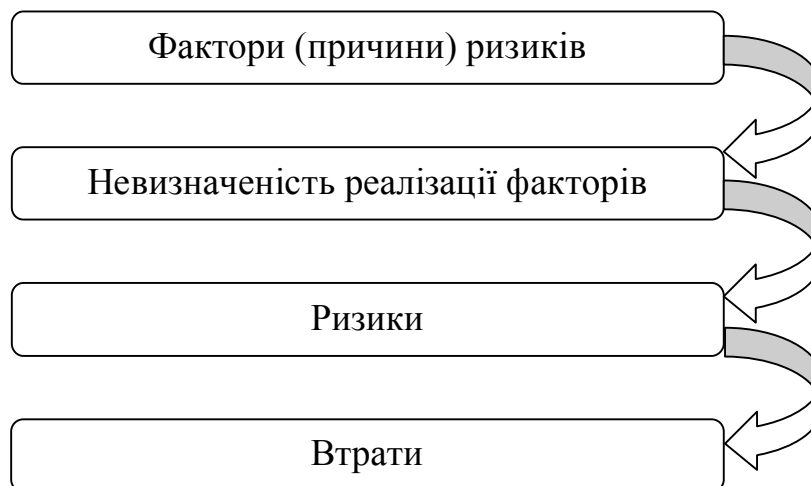 Фактори (причини) ризиків
Невизначеність реалізації факторів
Ризики
Втрати